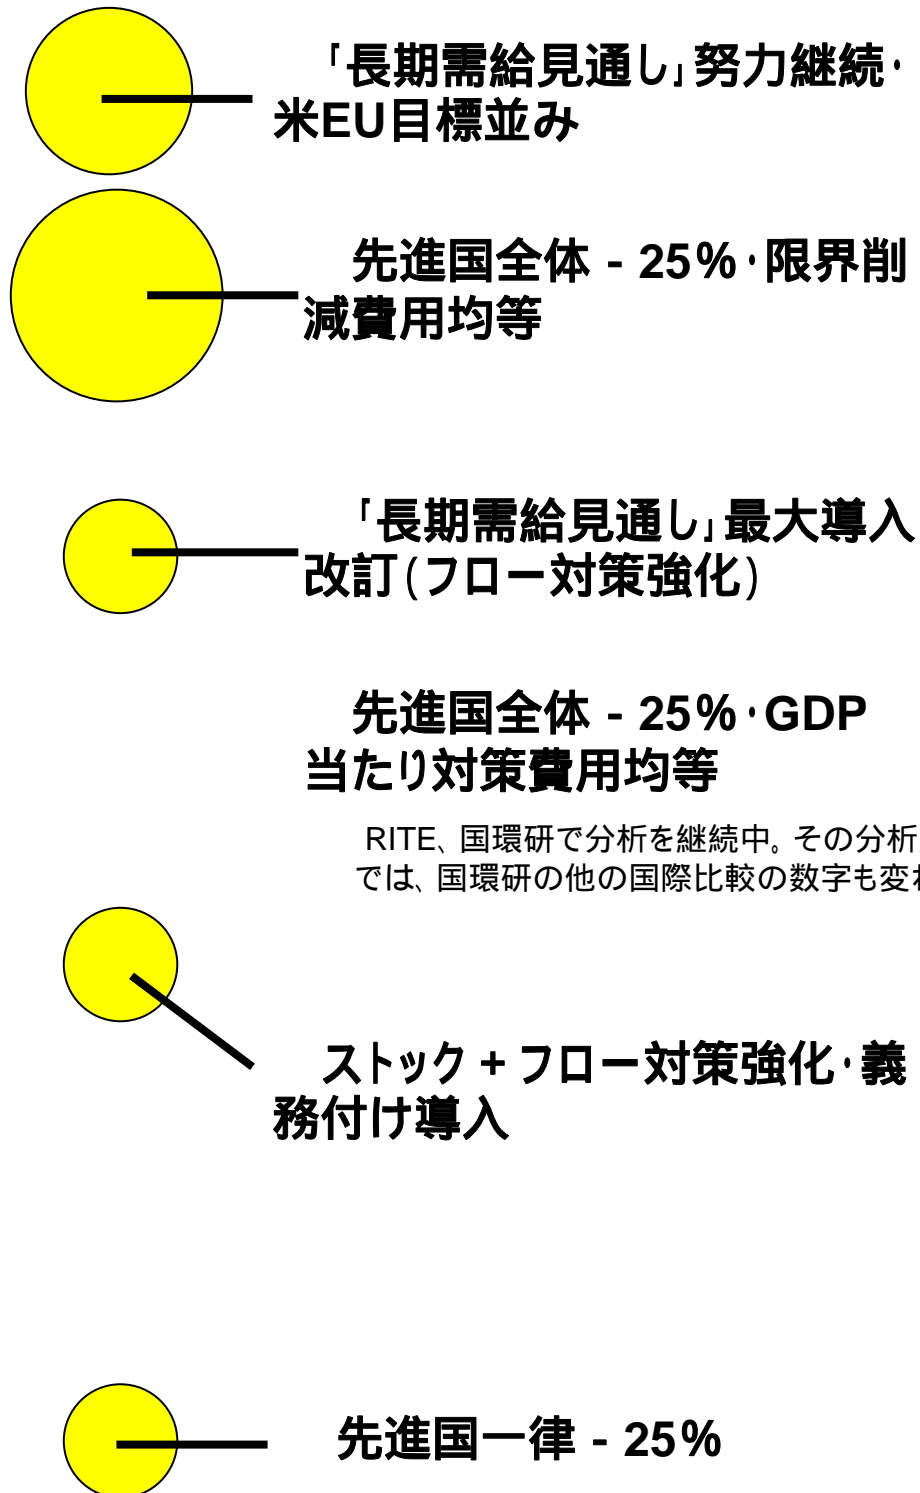 「長期需給見通し」努力継続・
米EU目標並み
先進国全体 - 25%・限界削
減費用均等
「長期需給見通し」最大導入
改訂(フロー対策強化)
先進国全体 - 25%・GDP
当たり対策費用均等
RITE、国環研で分析を継続中。その分析
では、国環研の他の国際比較の数字も変わ
ストック + フロー対策強化・義
務付け導入
先進国一律 - 25%